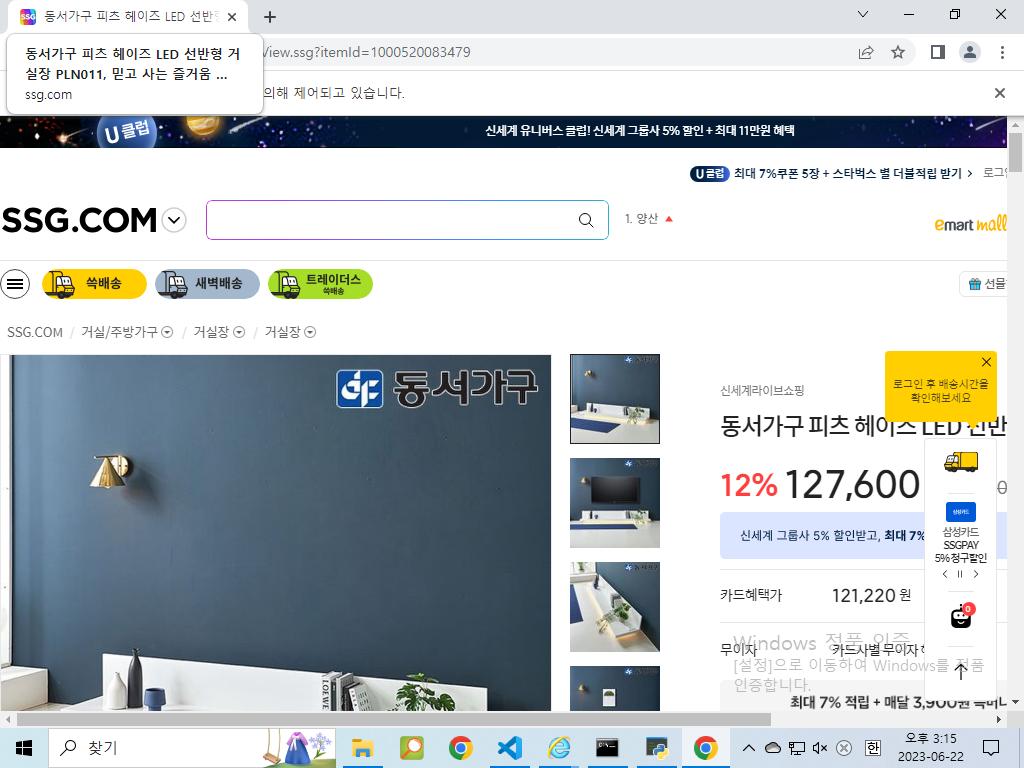 동서가구 피츠 헤이즈 LED 선반형
동서가구 피츠 헤이즈 LED 선반형 거
실장 PLN011, 믿고 사는 즐거움 ...
ssg.com
View.ssg?itemId=1000520083479
의해 제어되고 있습니다.
U 클럽
신세계 유니버스 클럽! 신세계 그룹사 5% 할인 + 최대 11만원 혜택
U 클럽 최대 7%쿠폰 5장 + 스타벅스 별 더블적립 받기 >
로그인
SSG.COM
1. 양산
emart mall
쓱배송
새벽배송
트레이더스
쓱배송
선물
SSG.COM / 거실/주방가구 / 거실장 / 거실장
동서가구
로그인 후 배송시간을
확인해보세요
신세계라이브쇼핑
동서가구 피츠 헤이즈 LED 선반
12% 127,600
신세계 그룹사 5% 할인받고, 최대 7%
삼성카드
삼성카드
SSGPAY
5% 청구할인
카드혜택가
121,220 원
0
무이자
카드사별 무이자
최대 7% 적립 + 매달 3,900원
Windows 정품 인증
[설정]으로 이동하여 Windows를 정품
인증합니다.
찾기
한
오후 3:15
2023-06-22